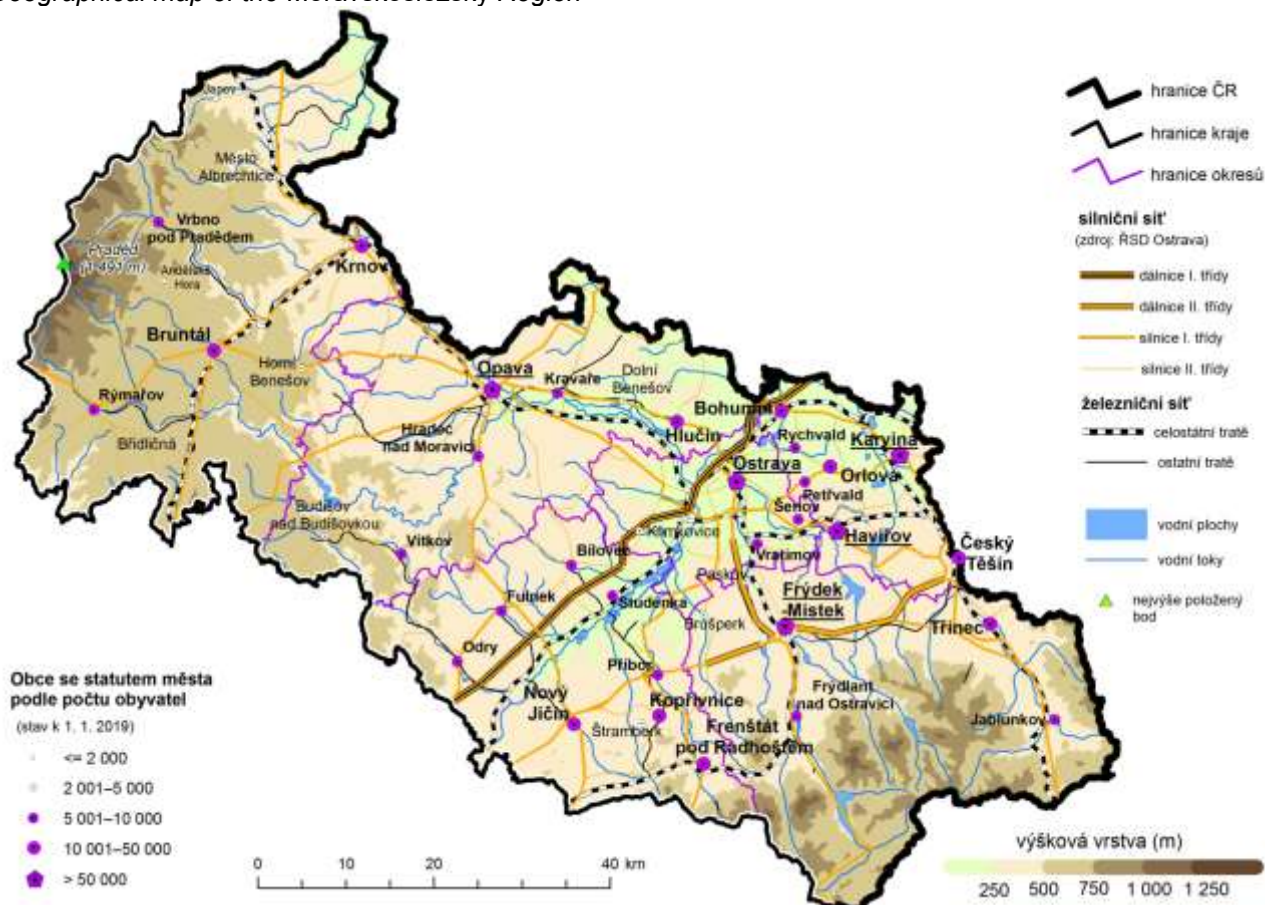 Geographical map of the Moravskoslezský Region
Japev
Město
Albrechtice
Vrbno
pod Pradědem
Praděd
(1 491 m)
Andělská
Hora
Krnov
Bruntál
Horní
Benešov
Rýmařov
Břidličná
Opava
Kravaře
Dolní
Benešov
Hlučín
Hradec
nad Moravicí
Bohumín
Rychvald
Karviná
Orlová
Ostrava
Petřvald
Šenov
Havířov
Český
Těšín
Budišov
nad Budišovkou
Vítkov
Klimkovice
Bílovec
Vratimov
Paskov
Studénka
Fulnek
Brušperk
Frýdek
-Místek
Třinec
Odry
Příbor
Nový
Jičín
Kopřivnice
Štramberk
Frenštát
pod Radhoštěm
Frýdlant
nad Ostravicí
Jablunkov
hranice ČR
hranice kraje
hranice okresů
silniční síť
(zdroj: ŘSD Ostrava)
dálnice I. třídy
dálnice II. třídy
silnice I. třídy
silnice II. třídy
železniční síť
celostátní tratě
ostatní tratě
vodní plochy
vodní toky
nejvýše položený
bod
Obce se statutem města
podle počtu obyvatel
(stav k 1. 1. 2019)
<= 2 000
2 001–5 000
5 001–10 000
10 001–50 000
> 50 000
0 10 20 40 km
výšková vrstva (m)
250 500 750 1 000 1 250